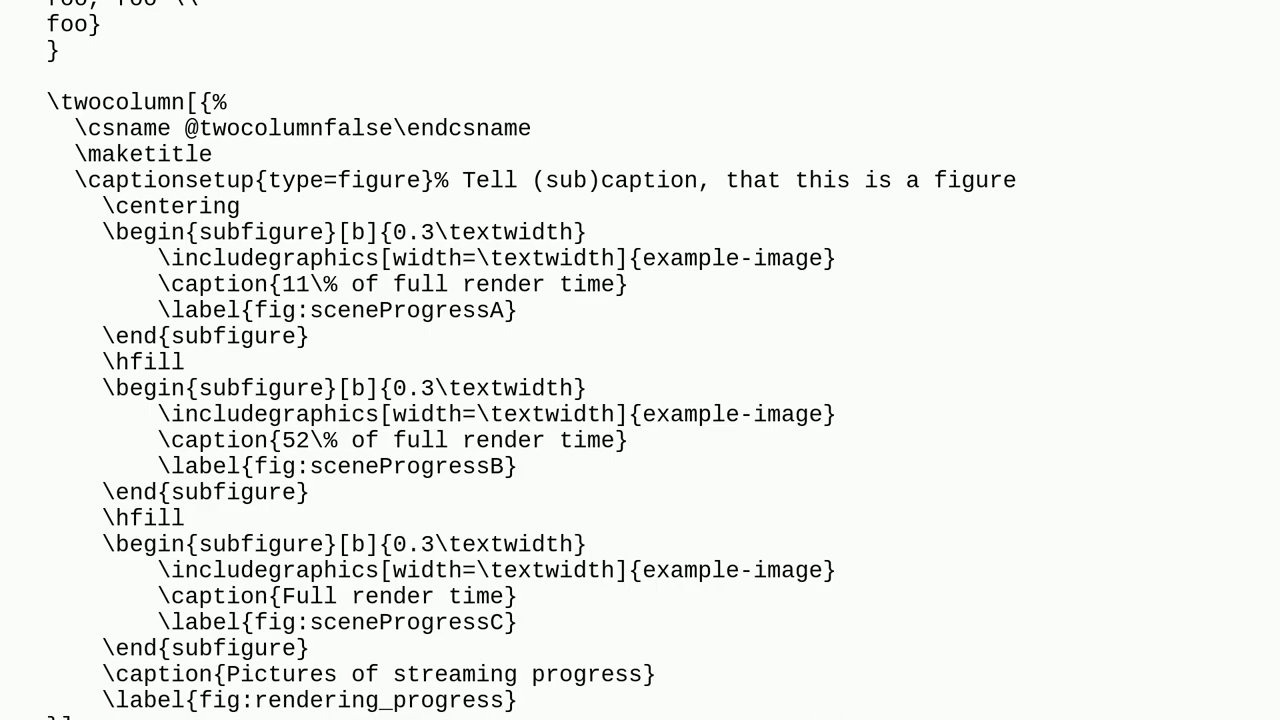 foo, foo \\
foo}
}
\twocolumn[{%
\csname @twocolumnfalse\endcsname
\maketitle
\captionsetup{type=figure}% Tell (sub)caption, that this is a figure
\centering
\begin{subfigure}[b]{0.3\textwidth}
\includegraphics[width=\textwidth]{example-image}
\caption{11\% of full render time}
\label{fig:sceneProgressA}
\end{subfigure}
\hfill
\begin{subfigure}[b]{0.3\textwidth}
\includegraphics[width=\textwidth]{example-image}
\caption{52\% of full render time}
\label{fig:sceneProgressB}
\end{subfigure}
\hfill
\begin{subfigure}[b]{0.3\textwidth}
\includegraphics[width=\textwidth]{example-image}
\caption{Full render time}
\label{fig:sceneProgressC}
\end{subfigure}
\caption{Pictures of streaming progress}
\label{fig:rendering_progress}
}]